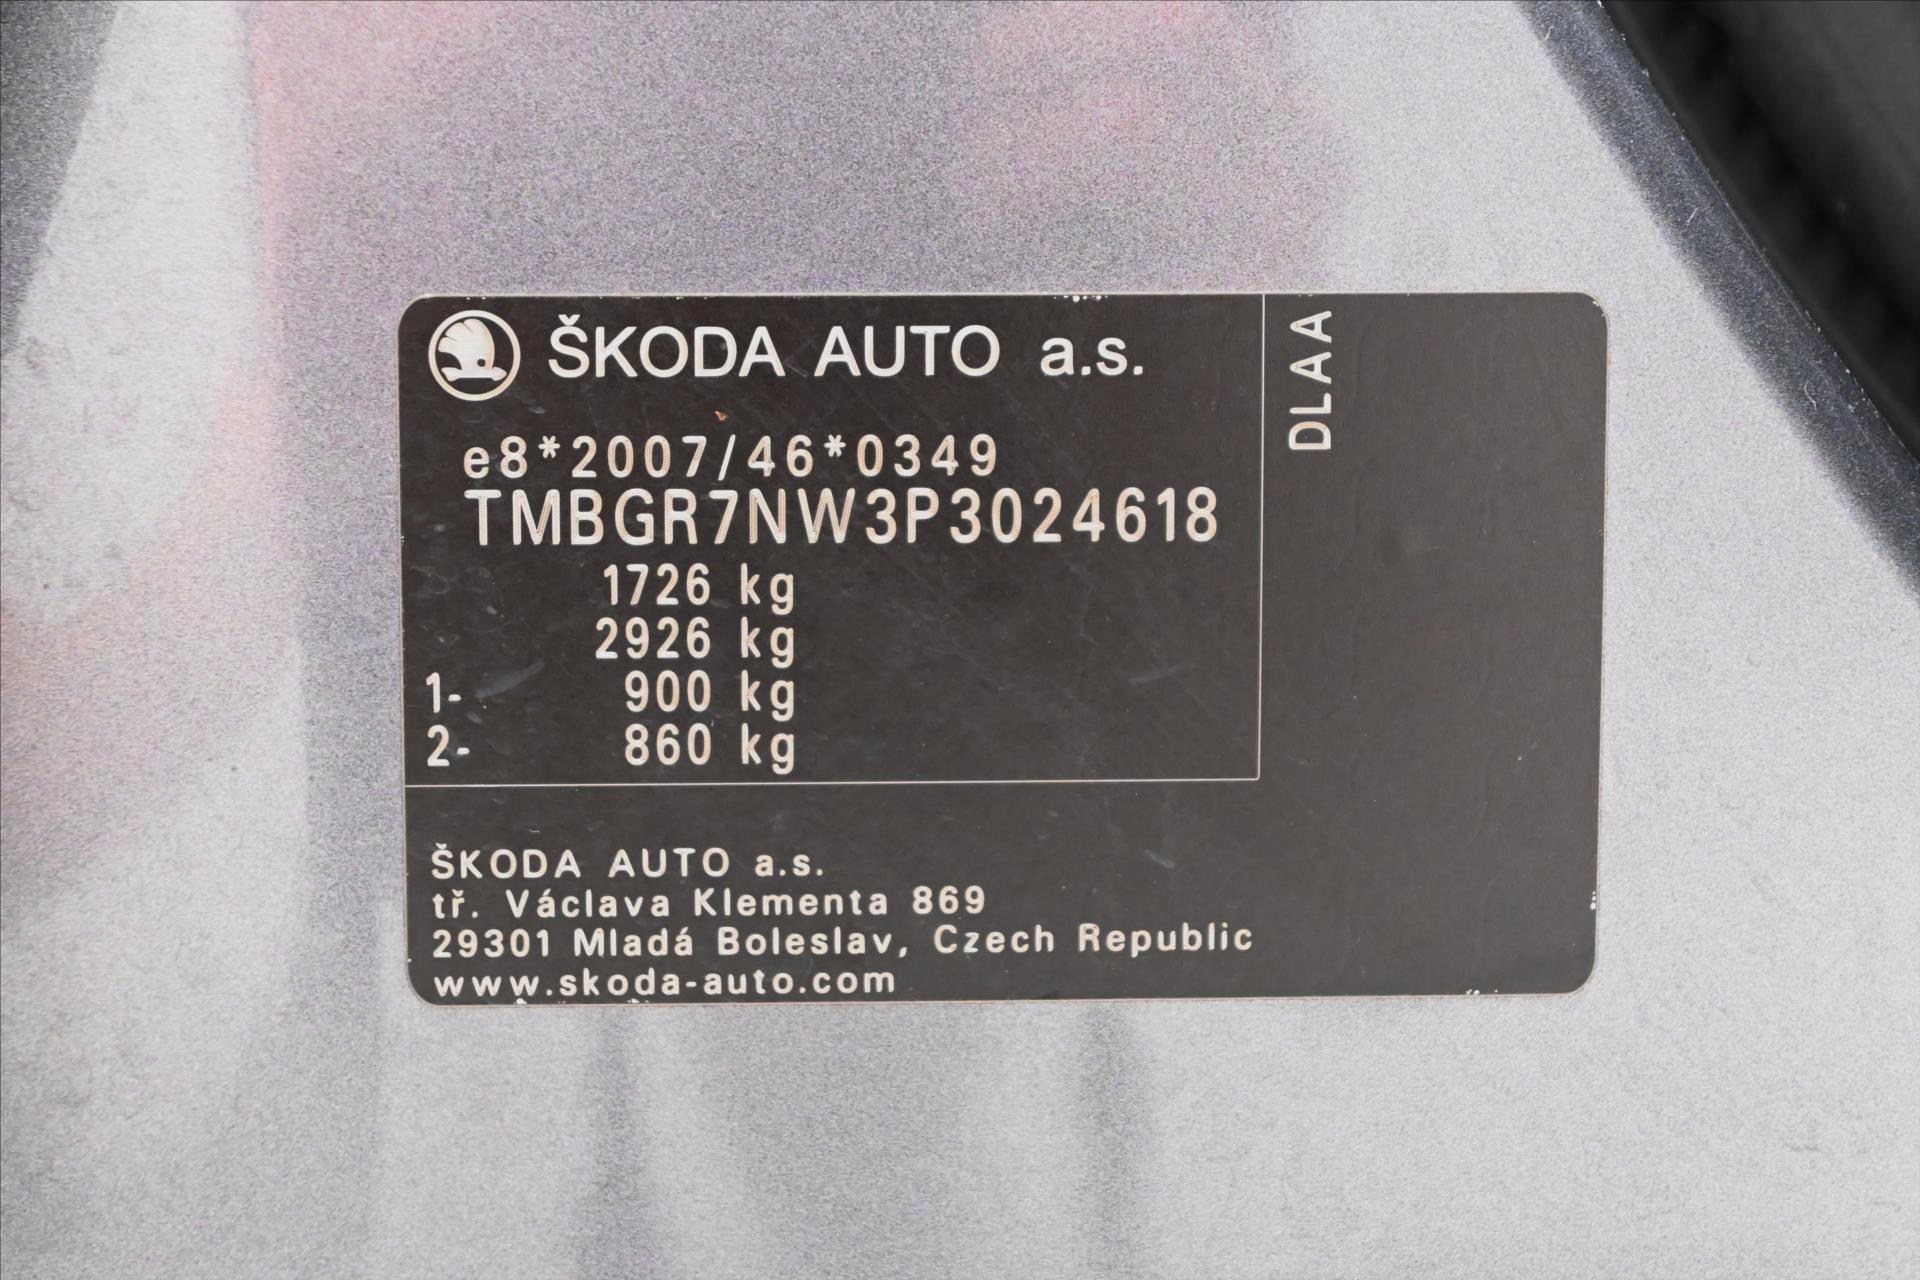 ŠKODA AUTO a.s.
e8*2007/46*0349
TMBGR7NW3P3024618
1726 kg
2926 kg
1- 900 kg
2- 860 kg
DLAA
ŠKODA AUTO a.s.
tř. Václava Klementa 869
29301 Mladá Boleslav, Czech Republic
www.skoda-auto.com